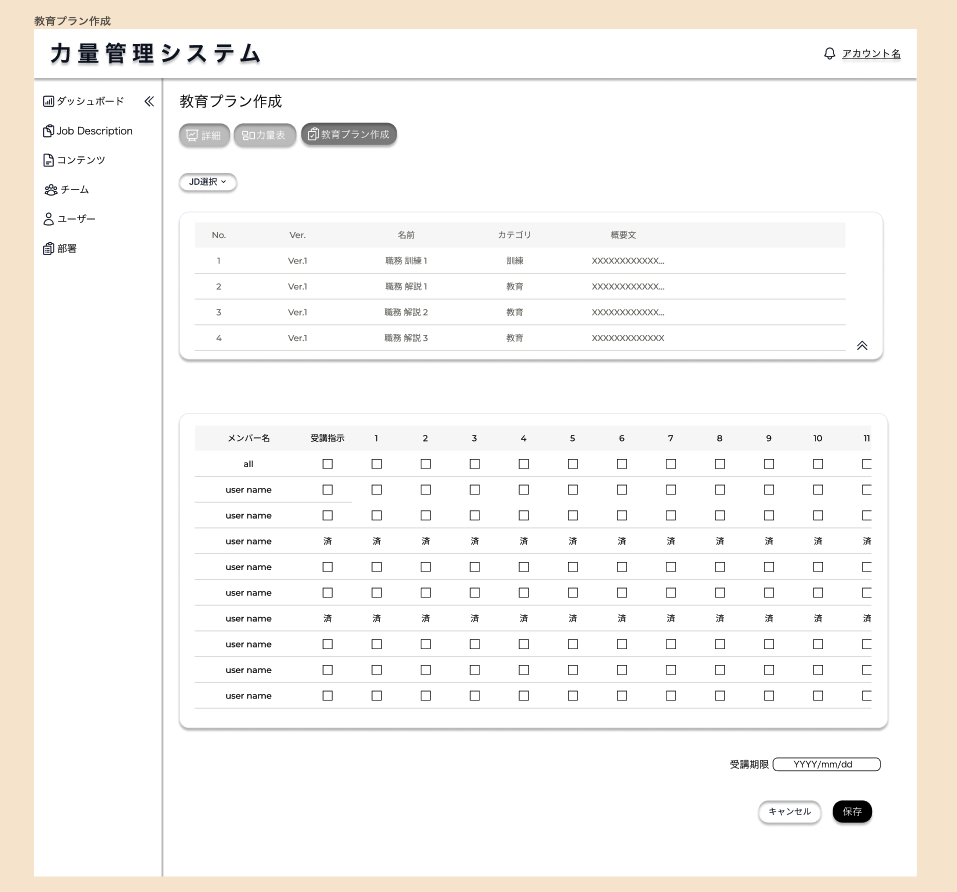 教育プラン作成
力量管理システム
アカウント名
ダッシュボード
Job Description
コンテンツ
チーム
ユーザー
部署
教育プラン作成
詳細 力量表 教育プラン作成
JD選択
No. Ver. 名前 カテゴリ 概要文
1 Ver.1 職務 訓練 1 訓練 XXXXXXXXXXXX...
2 Ver.1 職務 解説 1 教育 XXXXXXXXXXXX...
3 Ver.1 職務 解説 2 教育 XXXXXXXXXXXX...
4 Ver.1 職務 解説 3 教育 XXXXXXXXXXXX
メンバー名 受講指示 1 2 3 4 5 6 7 8 9 10 11
all
user name
user name
user name 済 済 済 済 済 済 済 済 済 済 済 済
user name
user name
user name 済 済 済 済 済 済 済 済 済 済 済 済
user name
user name
user name
受講期限 YYYY/mm/dd
キャンセル 保存